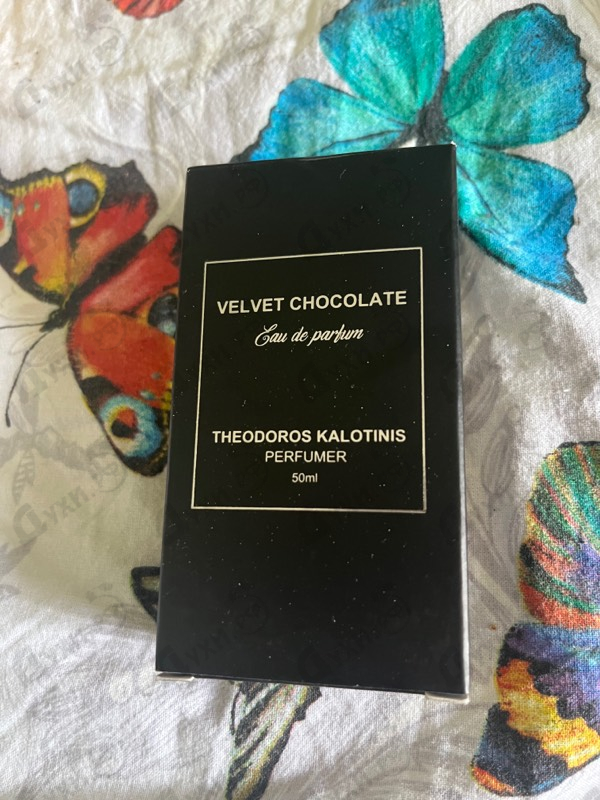 VELVET CHOCOLATE
Eau de parfum
THEODOROS KALOTINIS
PERFUMER
50ml